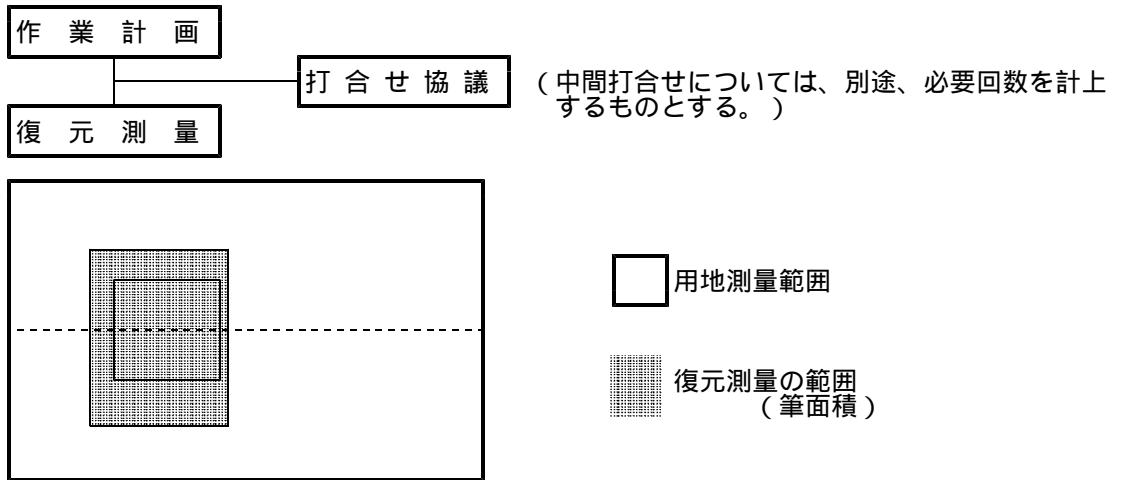 作業計画
打合せ協議
（中間打合せについては、別途、必要回数を計上
するものとする。）
復元測量
用地測量範囲
復元測量の範囲
（筆面積）